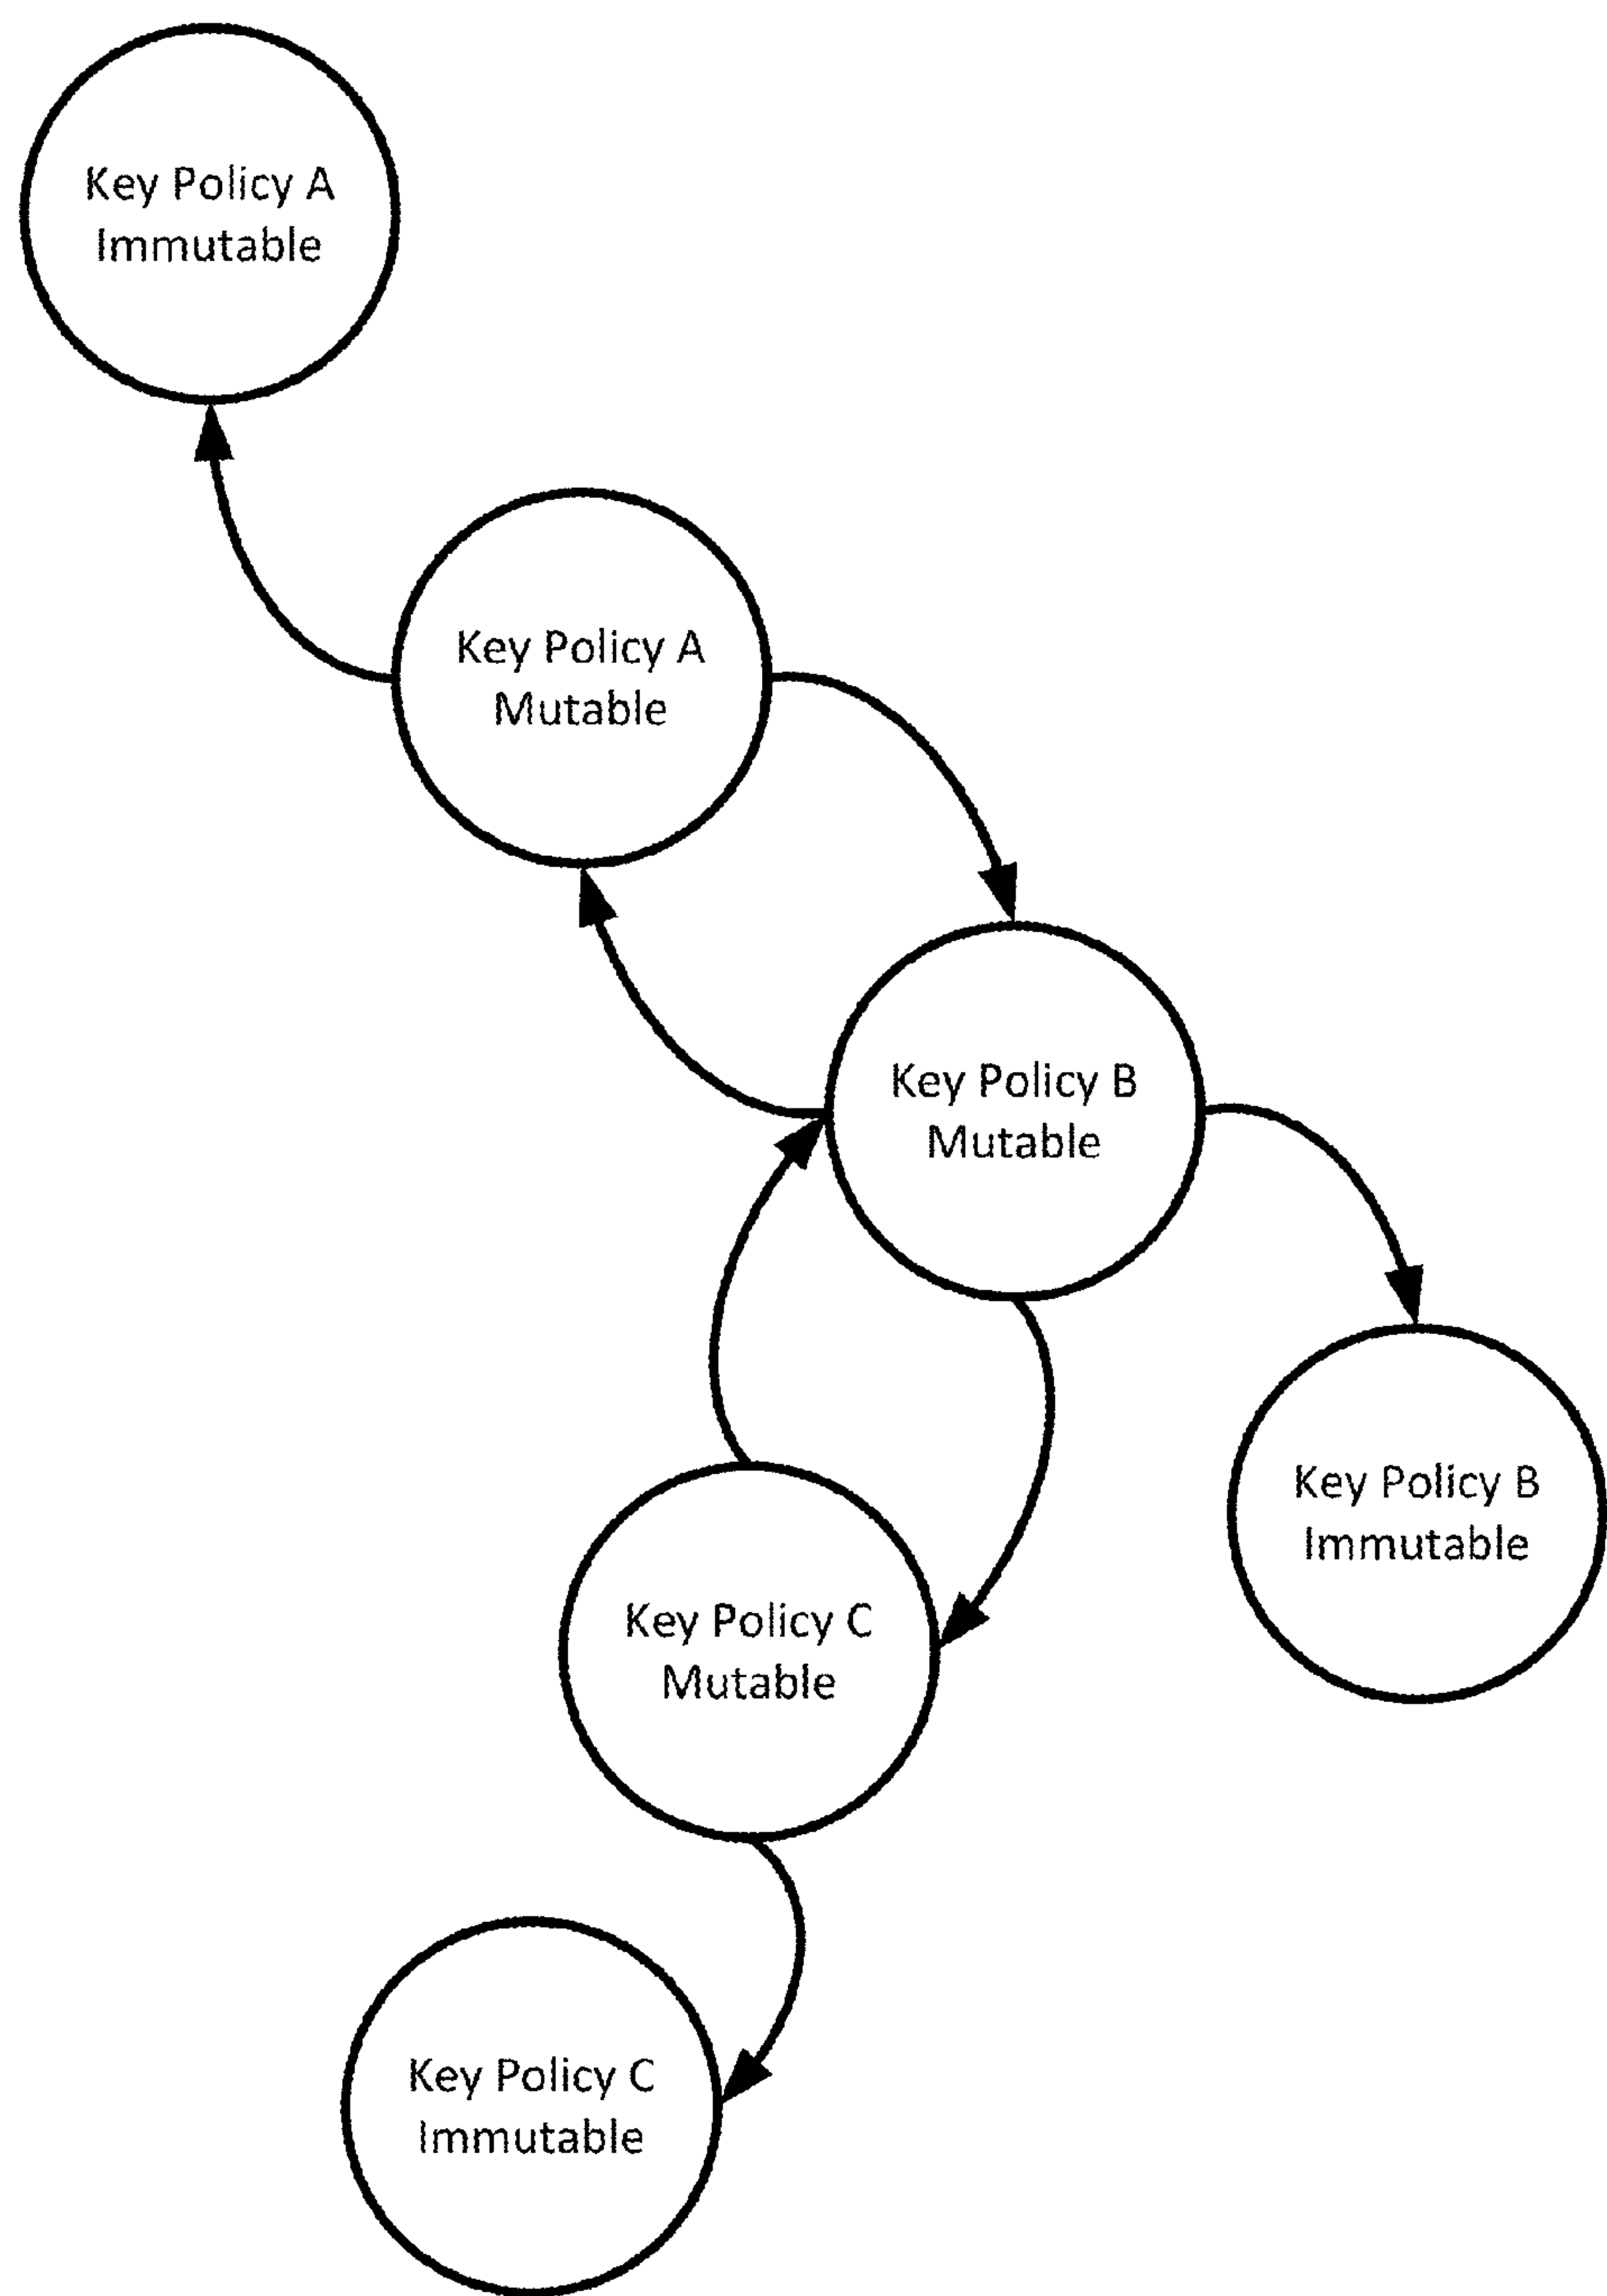 Key Policy A
Immutable
Key Policy A
Mutable
Key Policy B
Mutable
Key Policy B
Immutable
Key Policy C
Mutable
Key Policy C
Immutable